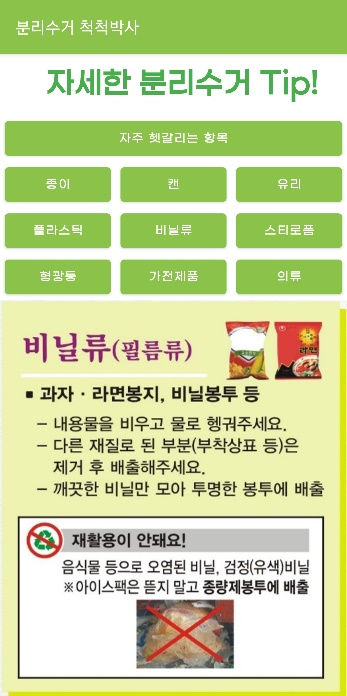 분리수거 척척박사
자세한 분리수거 Tip!
자주 헷갈리는 항목
종이 캔 유리
플라스틱 비닐류 스티로폼
형광등 가전제품 의류
비닐류(필름류)
라면
▪ 과자 · 라면봉지, 비닐봉투 등
– 내용물을 비우고 물로 헹궈주세요.
– 다른 재질로 된 부분(부착상표 등)은
제거 후 배출해주세요.
– 깨끗한 비닐만 모아 투명한 봉투에 배출
재활용이 안돼요!
음식물 등으로 오염된 비닐, 검정(유색)비닐
※아이스팩은 뜯지 말고 종량제봉투에 배출